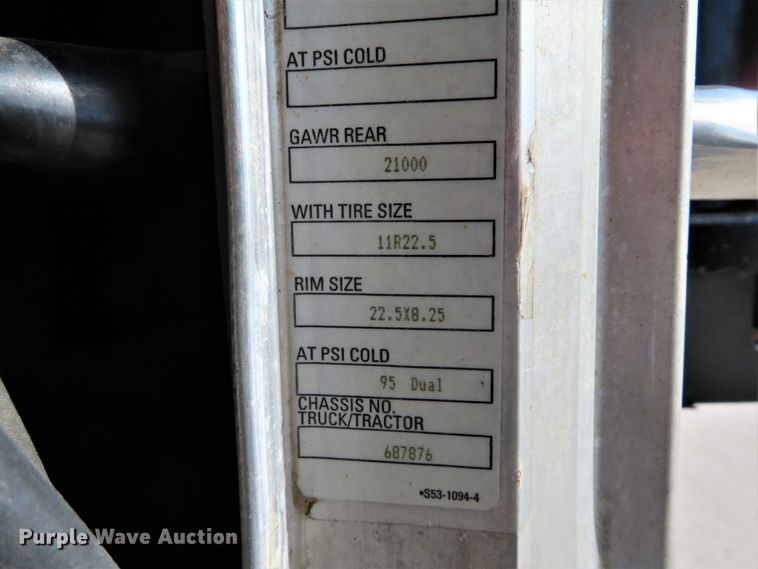 AT PSI COLD
GAWR REAR
21000
WITH TIRE SIZE
11R22.5
RIM SIZE
22.5X8.25
AT PSI COLD
95 Dual
CHASSIS NO.
TRUCK/TRACTOR
687876
•S53-1094-4
Purple Wave Auction